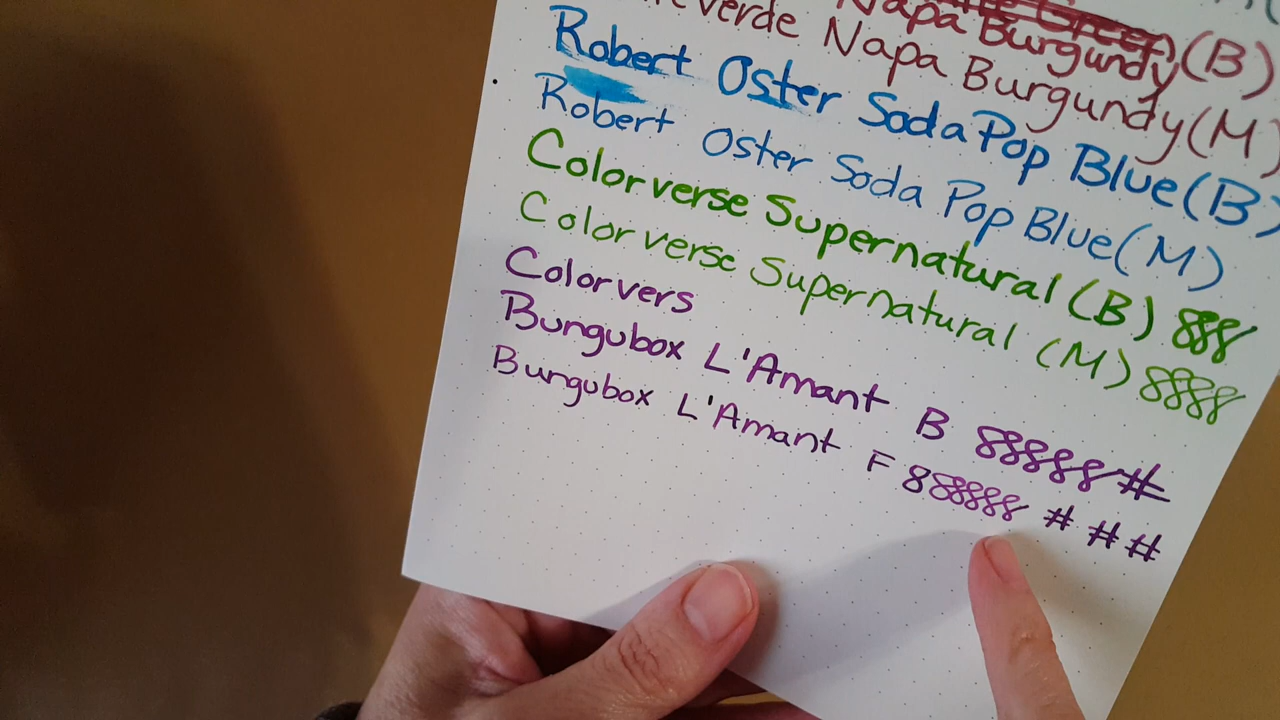 Napa Burgundy (B)
Napa Burgundy (M)
Robert Oster Soda Pop Blue (B)
Robert Oster Soda Pop Blue (M)
Colorverse Supernatural (B) 888
Colorverse Supernatural (M) 8888
Colorvers
Bungubox L'Amant B 88888#
Bungubox L'Amant F 888888 # # #